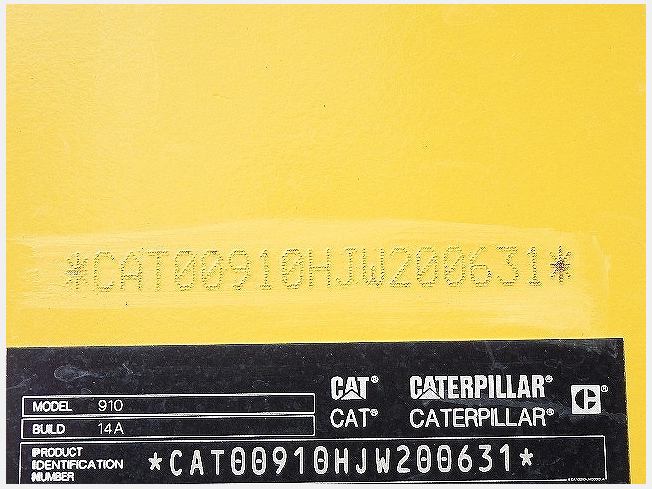 *CAT00910HJW200631*
CAT® CATERPILLAR®
CAT® CATERPILLAR® C®
MODEL 910
BUILD 14A
PRODUCT
IDENTIFICATION
NUMBER
*CAT00910HJW200631*